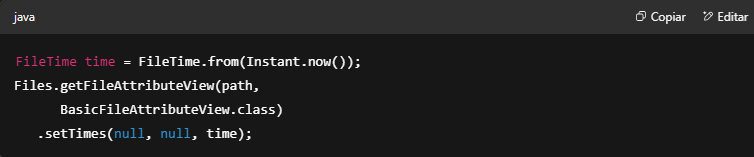 java
Copiar
Editar
FileTime time = FileTime.from(Instant.now());
Files.getFileAttributeView(path,
      BasicFileAttributeView.class)
   .setTimes(null, null, time);